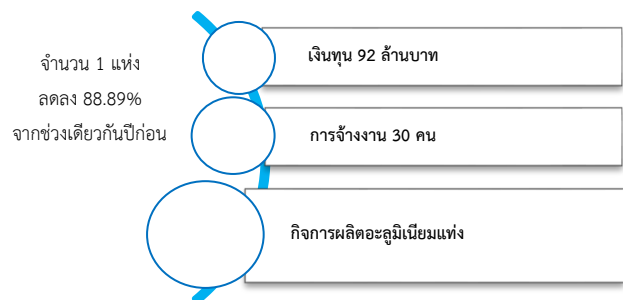 จำนวน 1 แห่ง
ลดลง 88.89%
จากช่วงเดียวกันปีก่อน
เงินทุน 92 ล้านบาท
การจ้างงาน 30 คน
กิจการผลิตอะลูมิเนียมแท่ง